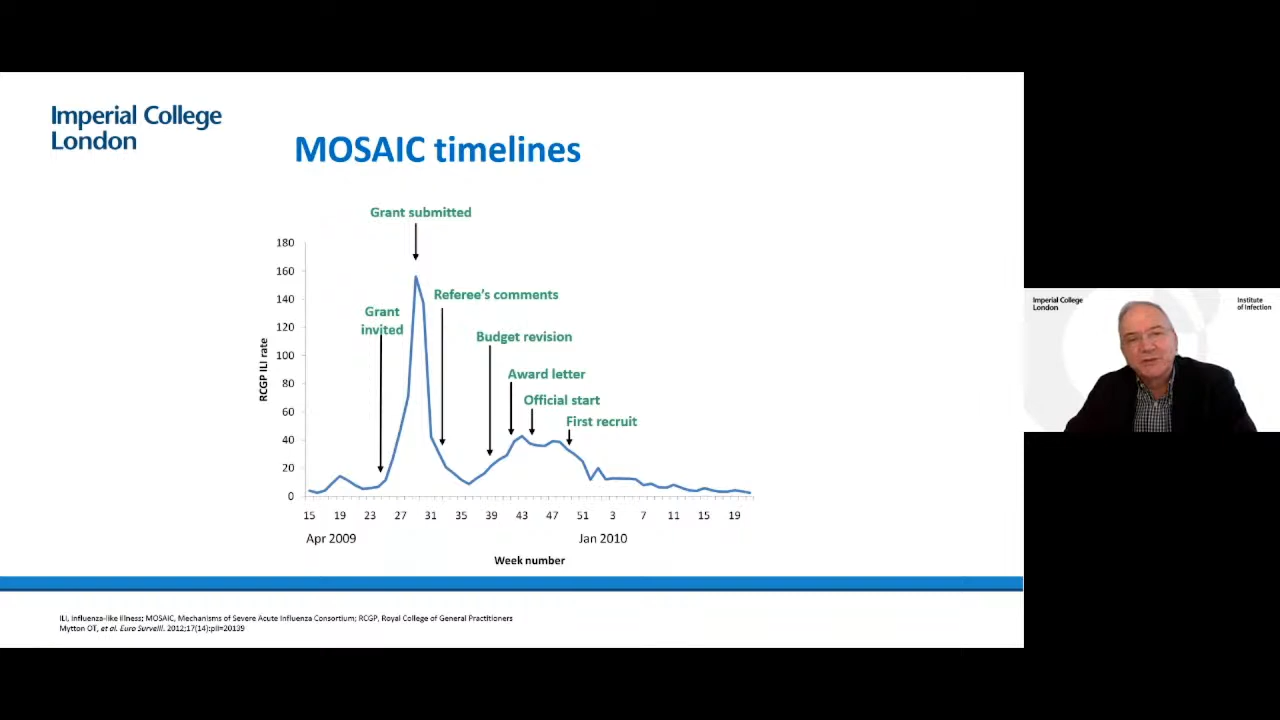 Imperial College
London
MOSAIC timelines
Grant submitted
Referee's comments
Grant
invited
Budget revision
Award letter
Official start
First recruit
180
160
140
120
100
80
60
40
20
0
RCGP ILI rate
15 19 23 27 31 35 39 43 47 51 3 7 11 15 19
Apr 2009 Jan 2010
Week number
ILI, Influenza-like illness; MOSAIC, Mechanisms of Severe Acute Influenza Consortium; RCGP, Royal College of General Practitioners
Mytton OT, et al. Euro Surveill. 2012;17(14):pii=20139
Imperial College
London
Institute
of Infection